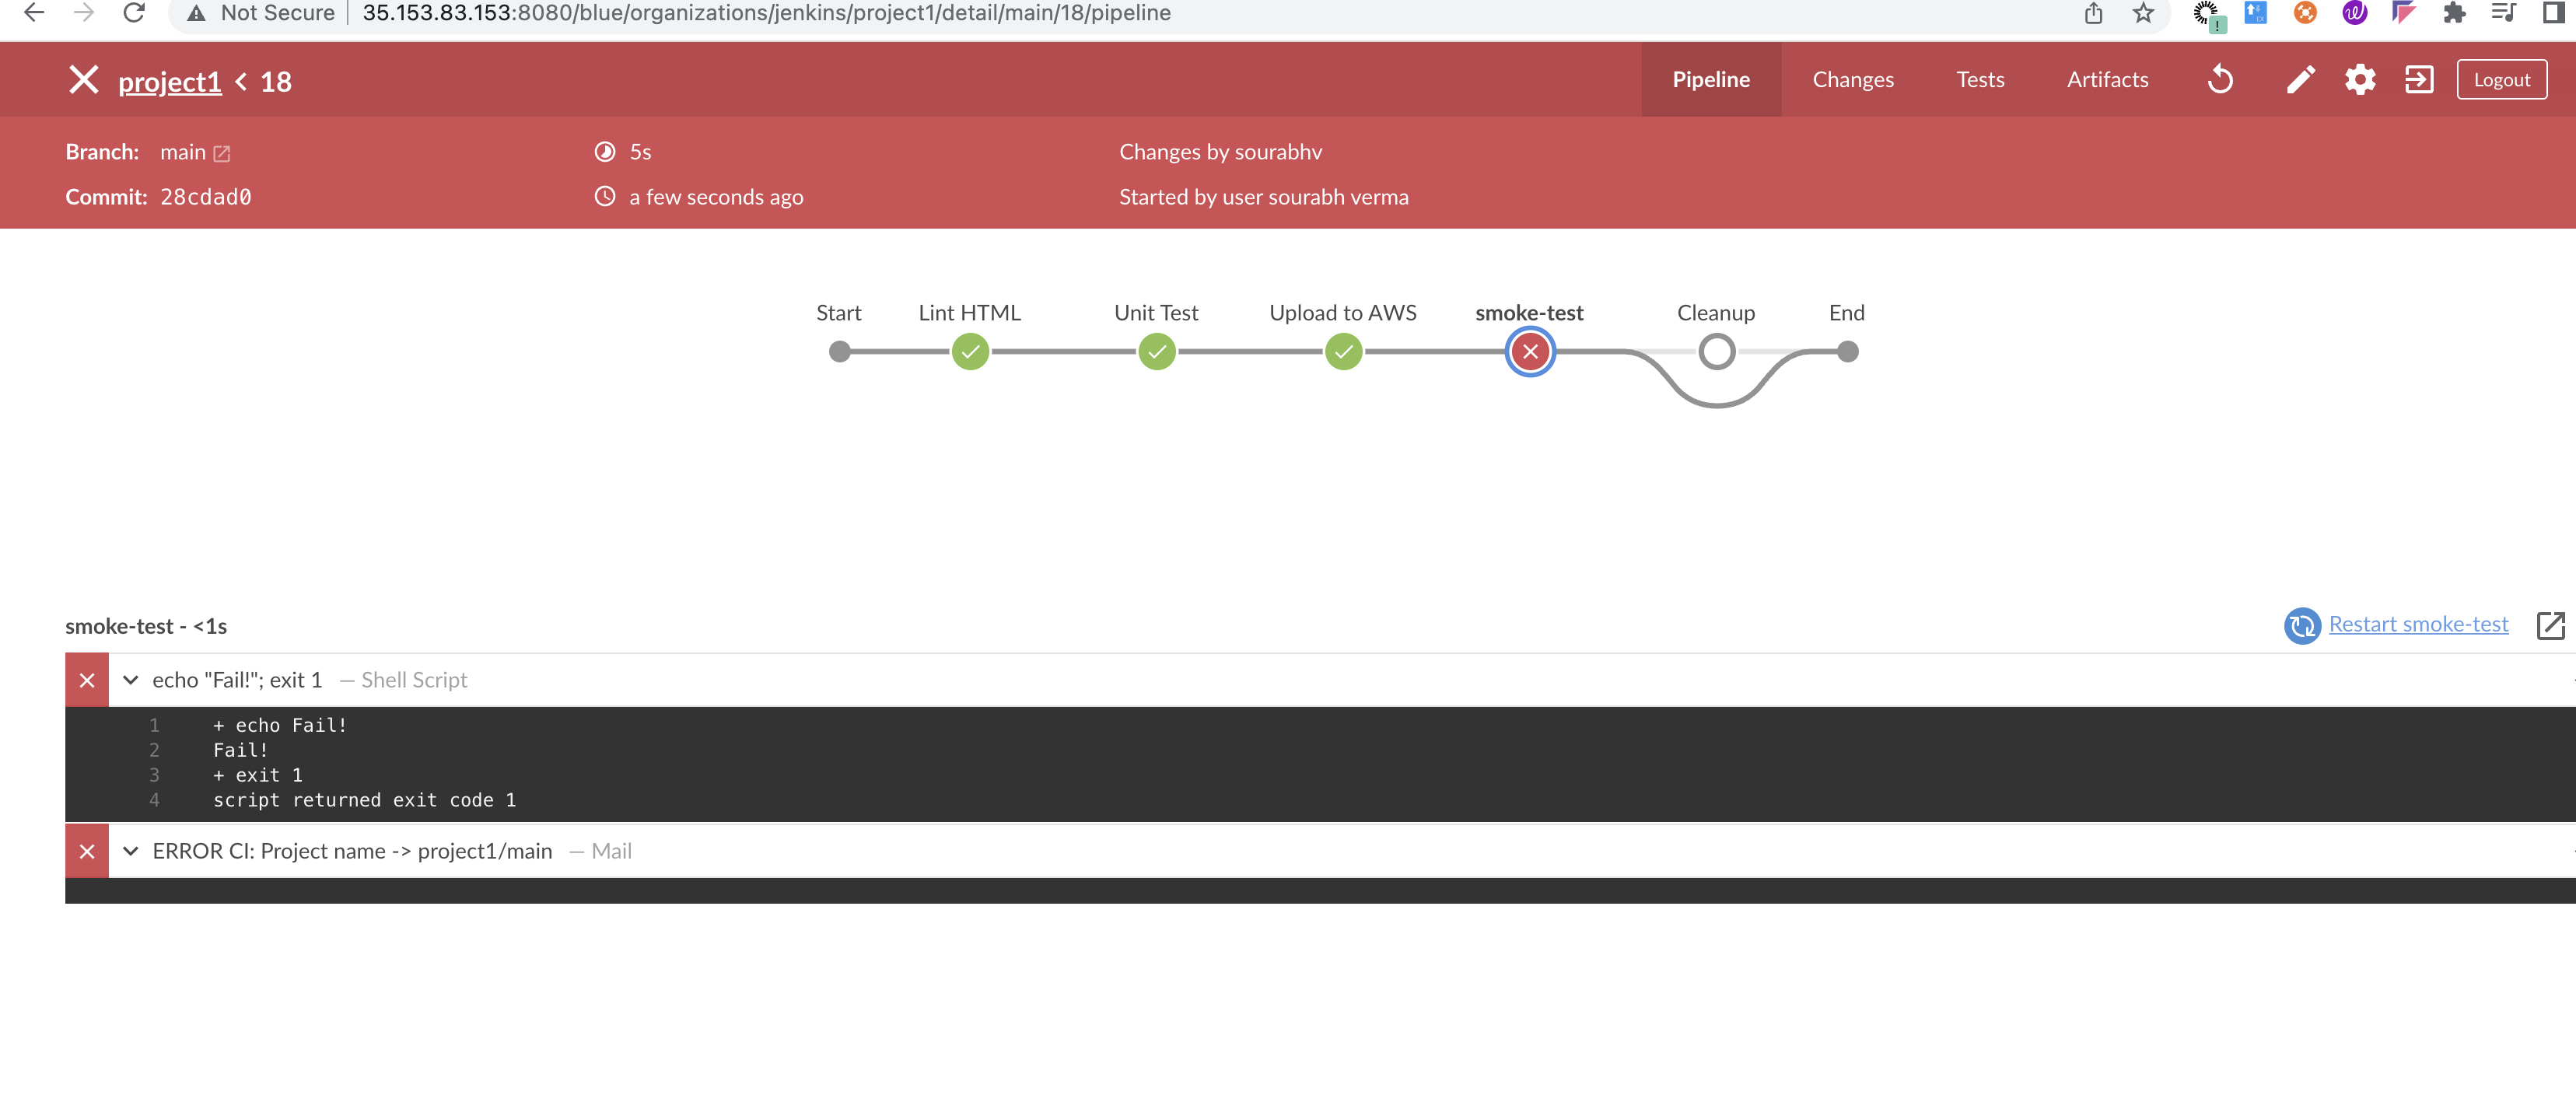 Not Secure 35.153.83.153:8080/blue/organizations/jenkins/project1/detail/main/18/pipeline
project1 < 18 Pipeline Changes Tests Artifacts Logout
Branch: main 5s Changes by sourabhv
Commit: 28cdad0 a few seconds ago Started by user sourabh verma
Start Lint HTML Unit Test Upload to AWS smoke-test Cleanup End
smoke-test - <1s Restart smoke-test
echo "Fail!"; exit 1 — Shell Script
1 + echo Fail!
2 Fail!
3 + exit 1
4 script returned exit code 1
ERROR CI: Project name -> project1/main — Mail